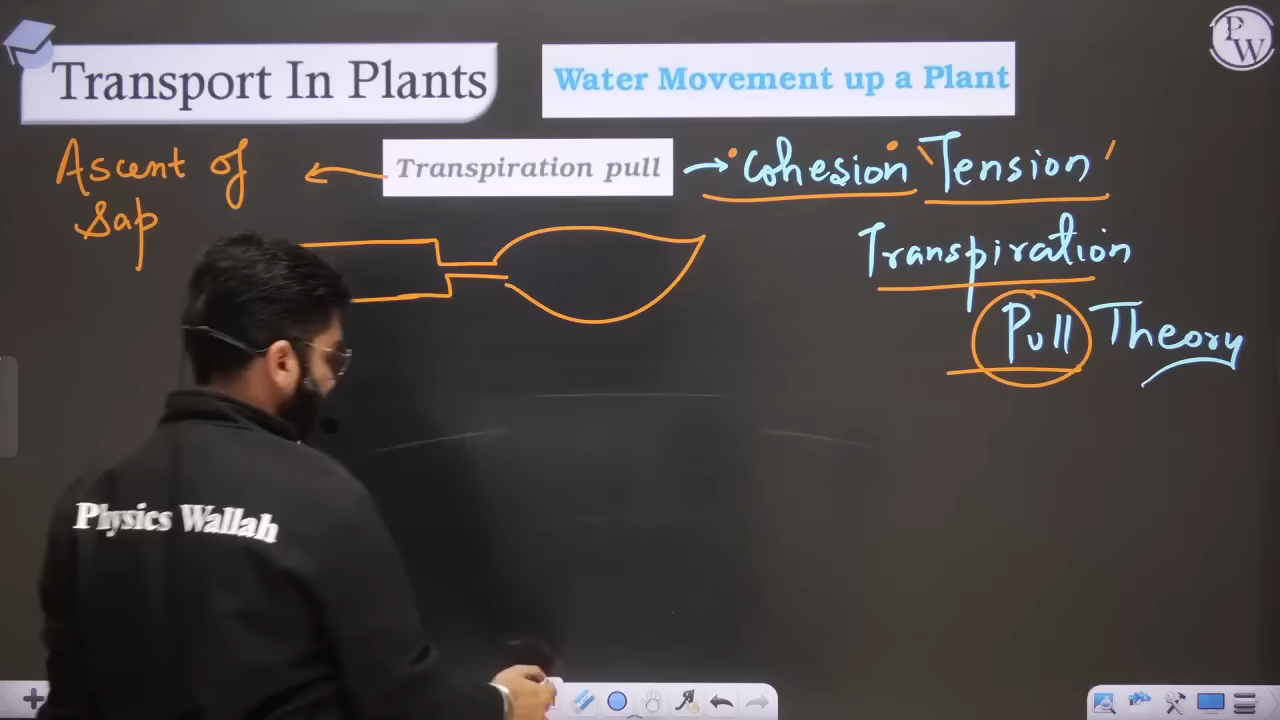 PW
Transport In Plants
Water Movement up a Plant
Ascent of
Sap
Transpiration pull
Cohesion 'Tension'
Transpiration
Pull Theory
Physics Wallah